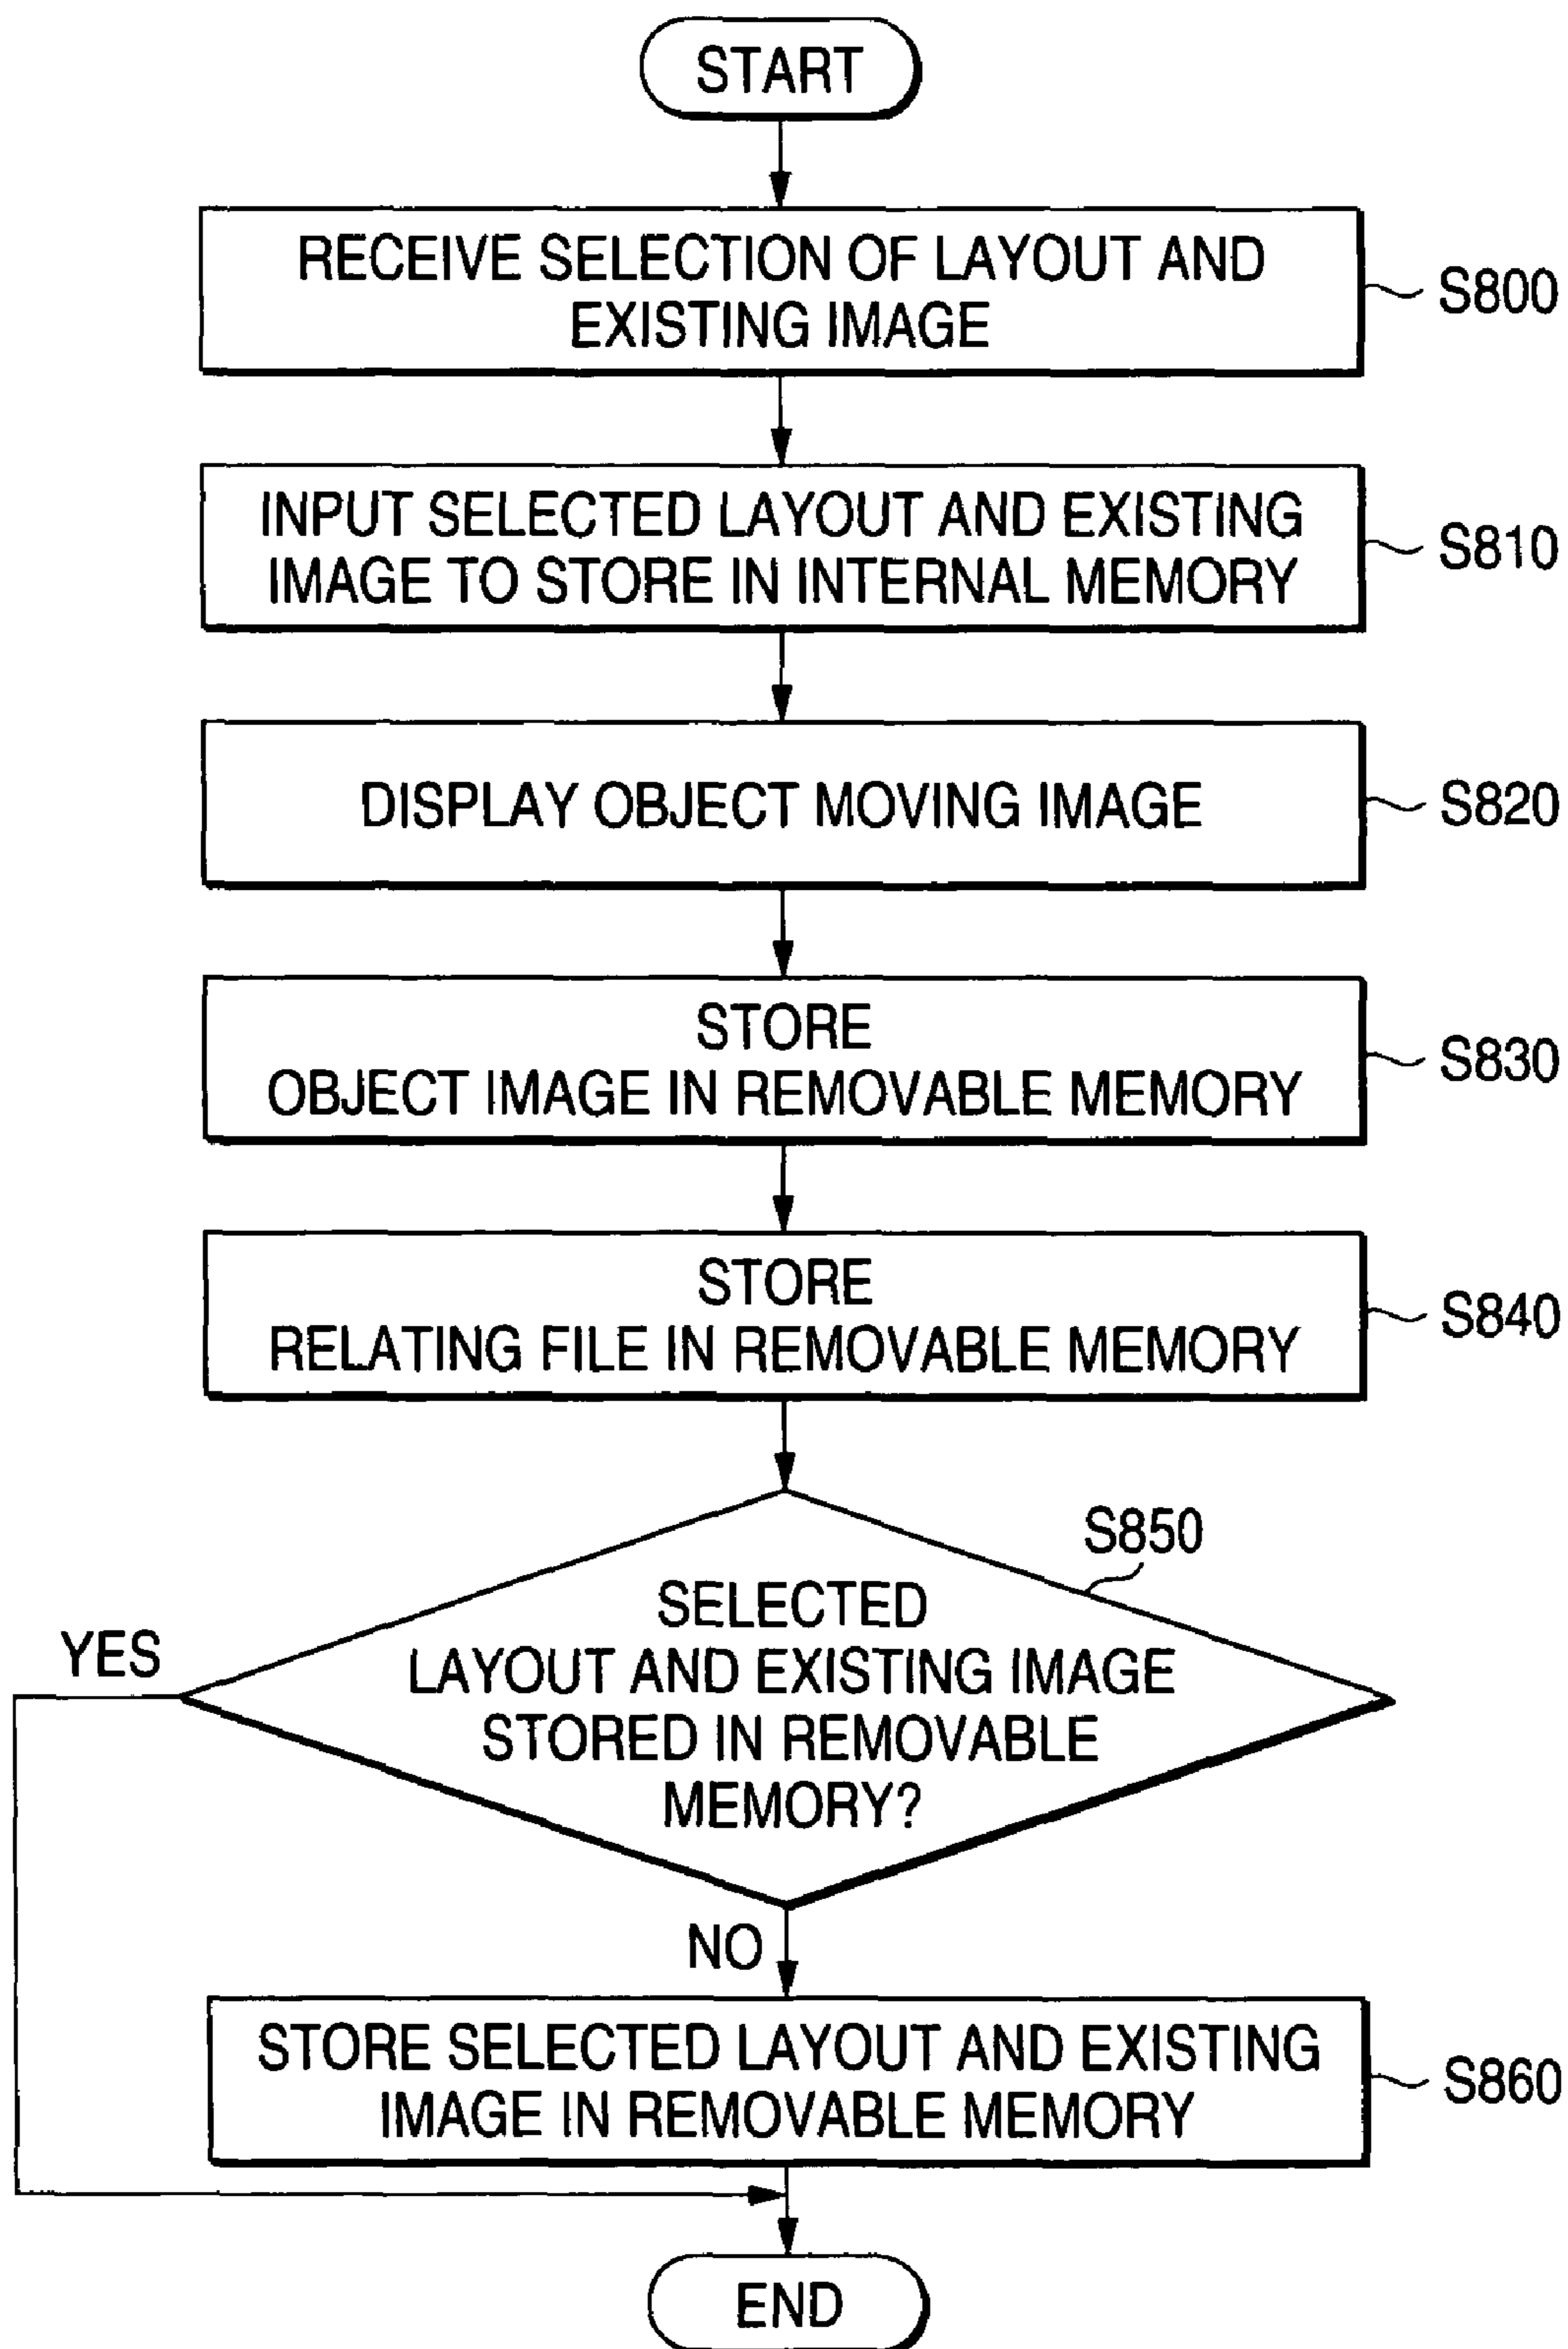 START
RECEIVE SELECTION OF LAYOUT AND
EXISTING IMAGE
S800
INPUT SELECTED LAYOUT AND EXISTING
IMAGE TO STORE IN INTERNAL MEMORY
S810
DISPLAY OBJECT MOVING IMAGE
S820
STORE
OBJECT IMAGE IN REMOVABLE MEMORY
S830
STORE
RELATING FILE IN REMOVABLE MEMORY
S840
S850
SELECTED
LAYOUT AND EXISTING IMAGE
STORED IN REMOVABLE
MEMORY?
YES
NO
STORE SELECTED LAYOUT AND EXISTING
IMAGE IN REMOVABLE MEMORY
S860
END